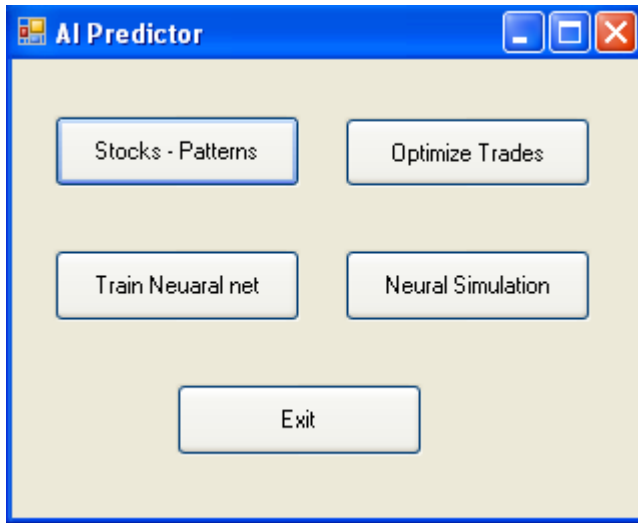 AI Predictor
Stocks - Patterns
Optimize Trades
Train Neuaral net
Neural Simulation
Exit